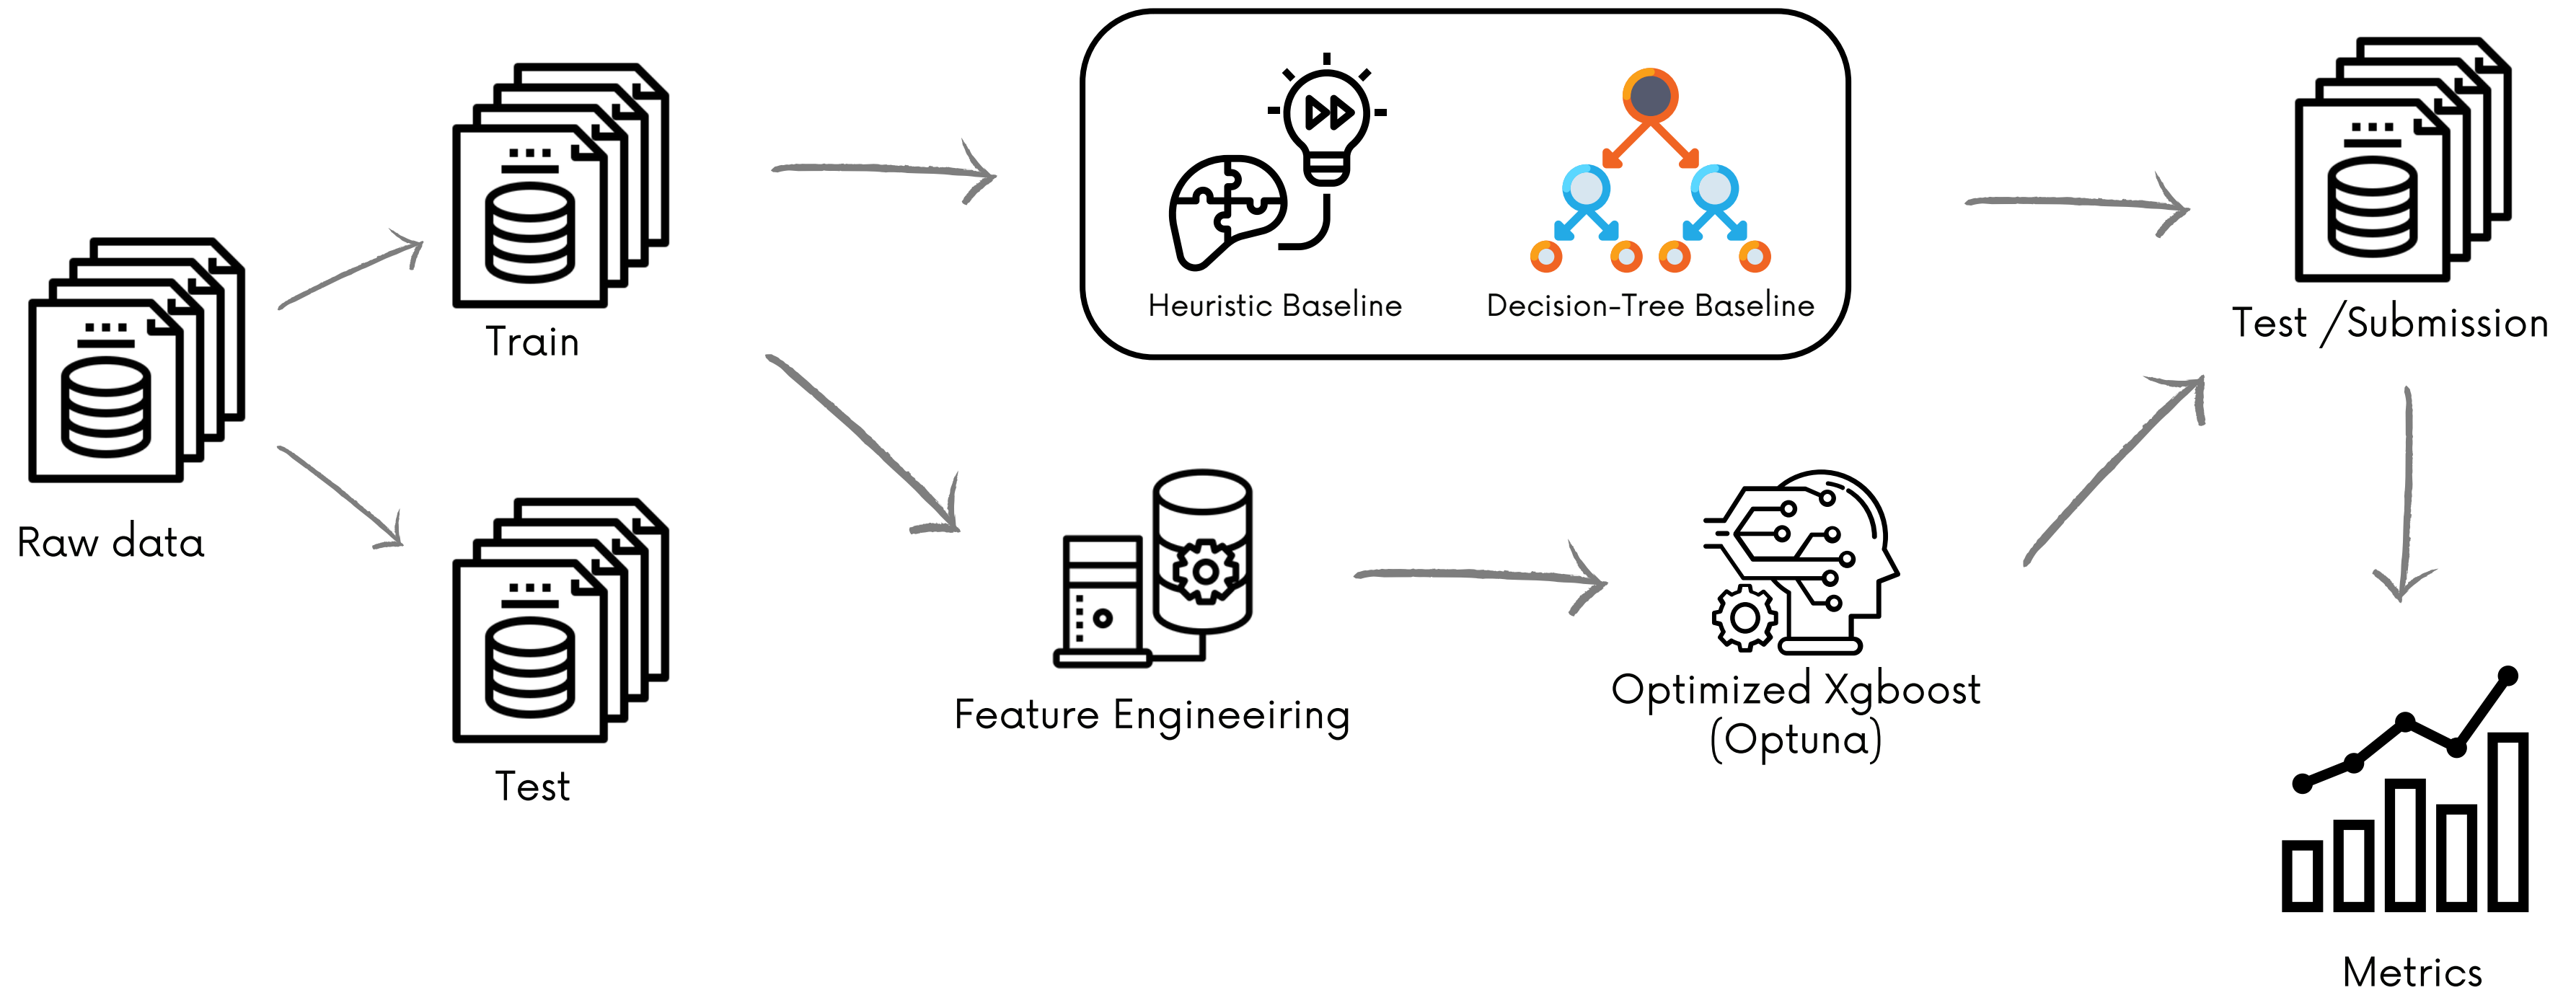 Raw data
Train
Test
Heuristic Baseline
Decision-Tree Baseline
Feature Engineeiring
Optimized Xgboost
(Optuna)
Test /Submission
Metrics